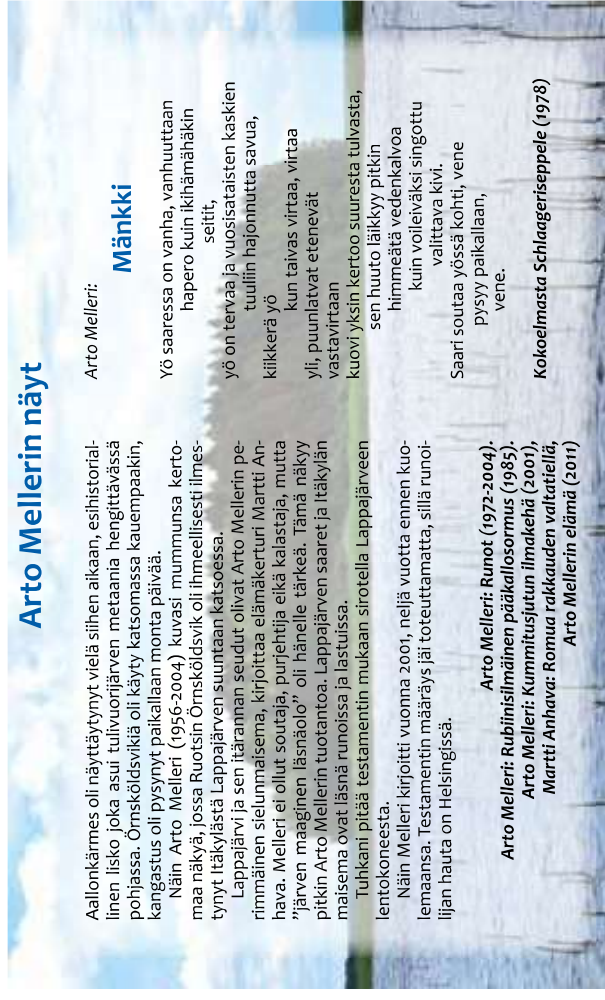 Arto Mellerin näyt
Aallonkärmes oli näyttäytynyt vielä siihen aikaan, esihistorial-
linen lisko joka asui tulivuorijärven metaania hengittävässä
pohjassa. Örnsköldsvikiä oli käyty katsomassa kauempaakin,
kangastus oli pysynyt paikallaan monta päivää.
Näin Arto Melleri (1956-2004) kuvasi mummunsa kerto-
maa näkyä, jossa Ruotsin Örnsköldsvik oli ihmeellisesti ilmes-
tynyt Itäkylästä Lappajärven suuntaan katsoessa.
Lappajärvi ja sen itärannan seudut olivat Arto Mellerin pe-
rimmäinen sielunmaisema, kirjoittaa elämäkerturi Martti An-
hava. Melleri ei ollut soutaja, purjehtija eikä kalastaja, mutta
”järven maaginen läsnäolo” oli hänelle tärkeä. Tämä näkyy
pitkin Arto Mellerin tuotantoa. Lappajärven saaret ja Itäkylän
maisema ovat läsnä runoissa ja lastuissa.
Tuhkani pitää testamentin mukaan sirotella Lappajärveen
lentokoneesta.
Näin Melleri kirjoitti vuonna 2001, neljä vuotta ennen kuo-
lemaansa. Testamentin määräys jäi toteuttamatta, sillä runoi-
lijan hauta on Helsingissä.
Arto Melleri: Runot (1972-2004).
Arto Melleri: Rubiinisilmäinen pääkallosormus (1985).
Arto Melleri: Kummitusjutun ilmakehä (2001),
Martti Anhava: Romua rakkauden valtatiellä,
Arto Mellerin elämä (2011)
Arto Melleri:
Mänkki
Yö saaressa on vanha, vanhuuttaan
hapero kuin ikihämähäkin
seitit,
yö on tervaa ja vuosisataisten kaskien
tuuliin hajonnutta savua,
kiikkerä yö
kun taivas virtaa, virtaa
yli, puunlatvat etenevät
vastavirtaan
kuovi yksin kertoo suuresta tulvasta,
sen huuto läikkyy pitkin
himmeätä vedenkalvoa
kuin voileiväksi singottu
valittava kivi.
Saari soutaa yössä kohti, vene
pysyy paikallaan,
vene.
Kokoelmasta Schlaageriseppele (1978)